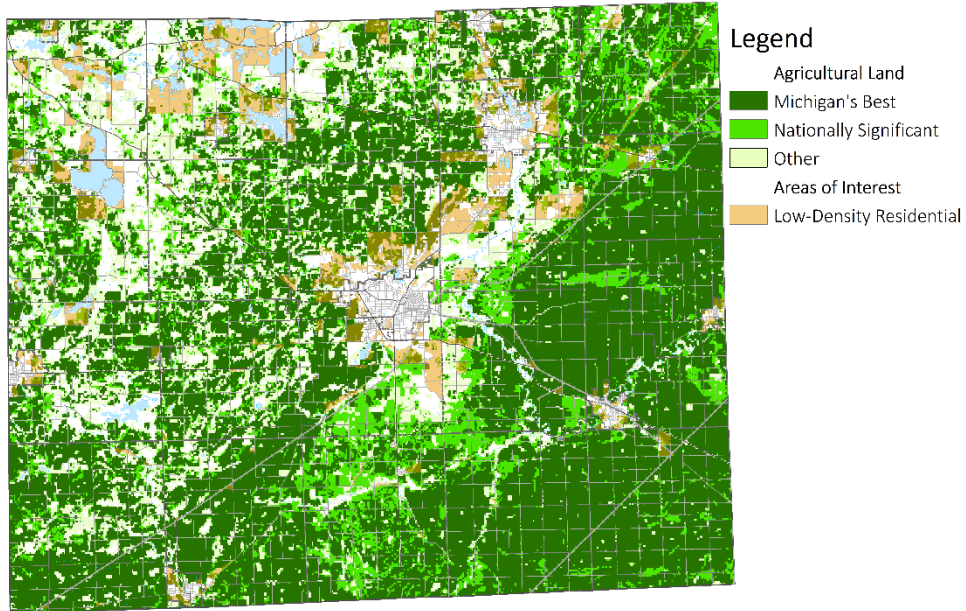 Legend
Agricultural Land
Michigan's Best
Nationally Significant
Other
Areas of Interest
Low-Density Residential